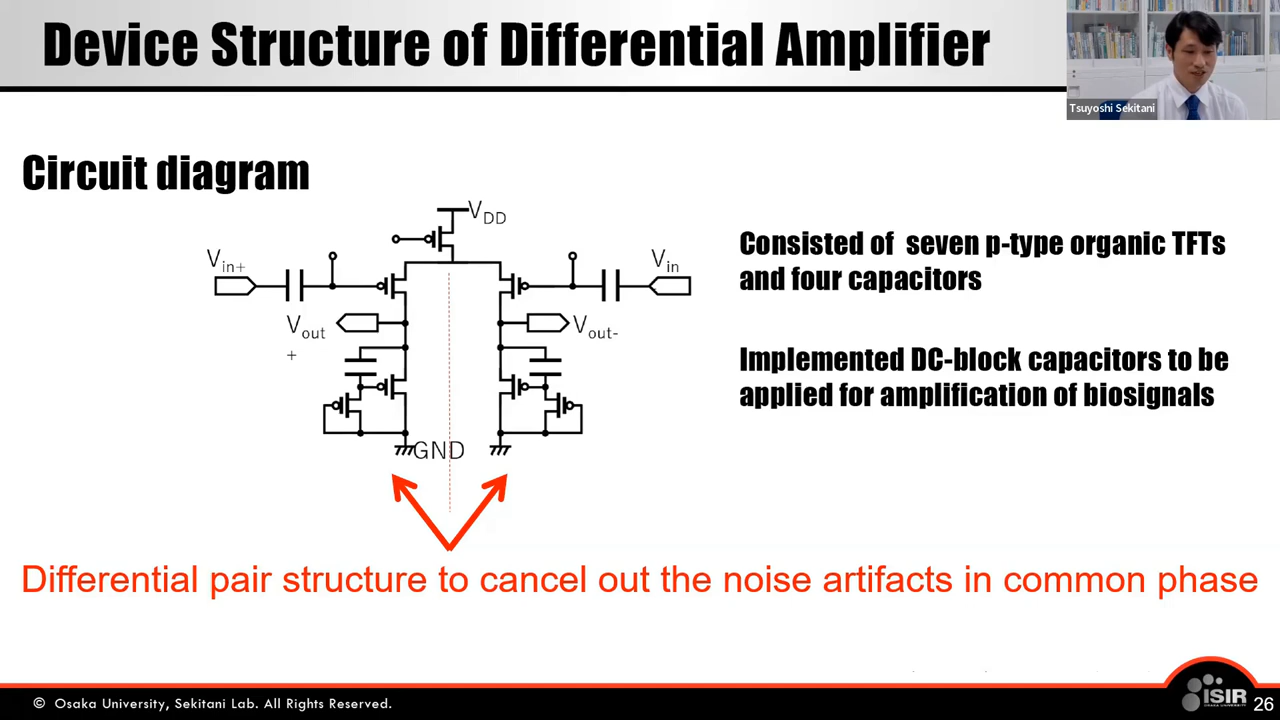 Device Structure of Differential Amplifier
Tsuyoshi Sekitani
Circuit diagram
VDD
Vin+
Vin
Vout
+
Vout-
GND
Consisted of seven p-type organic TFTs
and four capacitors
Implemented DC-block capacitors to be
applied for amplification of biosignals
Differential pair structure to cancel out the noise artifacts in common phase
© Osaka University, Sekitani Lab. All Rights Reserved.
ISIR
OSAKA UNIVERSITY
26